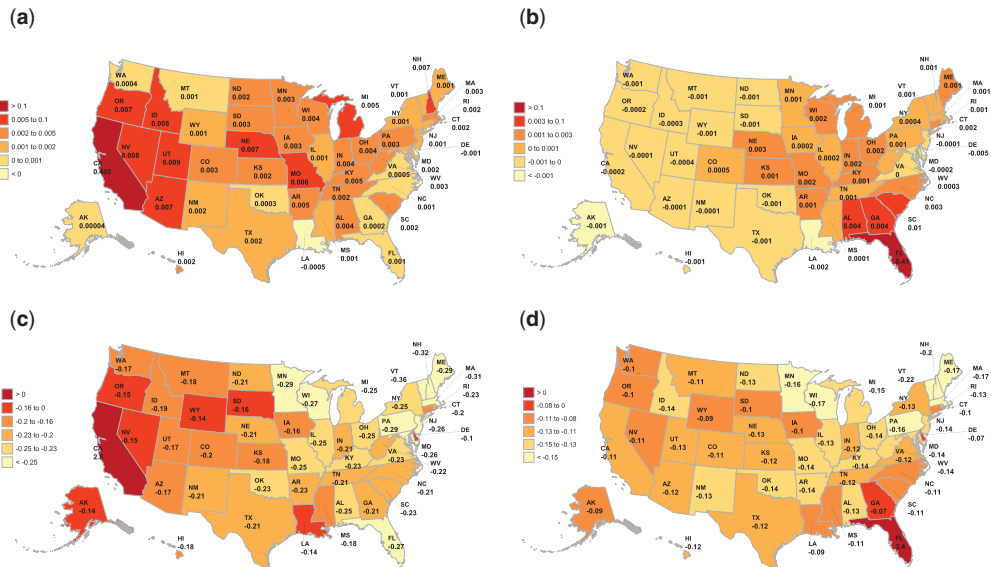 (a)
WA 0.0004
OR 0.007
CA 0.402
NV 0.008
ID 0.008
MT 0.001
WY 0.001
UT 0.009
AZ 0.007
CO 0.003
NM 0.002
ND 0.002
SD 0.003
NE 0.007
KS 0.002
OK 0.0003
TX 0.002
MN 0.003
IA 0.003
MO 0.006
AR 0.005
LA -0.0005
WI 0.004
IL 0.001
MI 0.005
IN 0.004
OH 0.004
KY 0.005
TN 0.002
MS 0.001
AL 0.004
GA 0.0002
FL 0.001
SC 0.002
NC 0.001
VA 0.0005
WV 0.003
MD 0.002
DE -0.001
NJ 0.001
PA 0.003
NY 0.001
CT 0.002
RI 0.002
MA 0.003
VT 0.001
NH 0.007
ME 0.001
AK 0.00004
HI 0.002
> 0.1
0.005 to 0.1
0.002 to 0.005
0.001 to 0.002
0 to 0.001
< 0
(b)
WA -0.001
OR -0.0002
CA -0.0002
NV -0.0001
ID -0.0003
MT -0.001
WY -0.001
UT -0.0004
AZ -0.0001
CO 0.0005
NM -0.0001
ND -0.001
SD -0.001
NE 0.003
KS 0.001
OK -0.001
TX -0.001
MN 0.001
IA 0.0002
MO 0.002
AR 0.001
LA -0.002
WI 0.002
IL 0.0002
MI 0.001
IN 0.002
OH 0.002
KY 0.001
TN 0.001
MS 0.0001
AL 0.004
GA 0.004
FL
SC 0.01
NC 0.003
VA 0
WV 0.0003
MD 0.0002
DE 0.005
NJ -0.0001
PA 0.001
NY 0.0004
CT 0.001
RI 0.002
MA 0.001
VT 0.001
NH 0.001
ME 0.001
AK -0.001
HI -0.001
> 0.1
0.003 to 0.1
0.001 to 0.003
0 to 0.001
-0.001 to 0
< -0.001
(c)
WA -0.17
OR -0.15
CA
NV -0.15
ID -0.19
MT -0.18
WY -0.14
UT -0.17
AZ -0.17
CO -0.2
NM -0.21
ND -0.21
SD -0.16
NE -0.21
KS -0.18
OK -0.23
TX -0.21
MN -0.29
IA -0.16
MO -0.25
AR -0.23
LA -0.14
WI -0.27
IL -0.25
MI -0.25
IN -0.21
OH -0.25
KY -0.23
TN -0.21
MS -0.18
AL -0.25
GA -0.21
FL -0.27
SC -0.23
NC -0.21
VA -0.23
WV -0.22
MD -0.26
DE -0.1
NJ -0.26
PA -0.29
NY -0.25
CT -0.2
RI -0.23
MA -0.31
VT -0.36
NH -0.32
ME -0.29
AK -0.14
HI -0.18
> 0
-0.16 to 0
-0.2 to -0.16
-0.23 to -0.2
-0.25 to -0.23
< -0.25
(d)
WA -0.1
OR -0.1
CA -0.11
NV -0.11
ID -0.14
MT -0.11
WY -0.09
UT -0.13
AZ -0.12
CO -0.11
NM -0.13
ND -0.13
SD -0.1
NE -0.13
KS -0.12
OK -0.14
TX -0.12
MN -0.16
IA -0.1
MO -0.14
AR -0.14
LA -0.09
WI -0.17
IL -0.13
MI -0.15
IN -0.12
OH -0.14
KY -0.14
TN -0.12
MS -0.11
AL -0.13
GA -0.07
FL 3.4
SC -0.11
NC -0.11
VA -0.12
WV -0.14
MD -0.14
DE -0.07
NJ -0.14
PA -0.16
NY -0.13
CT -0.1
RI -0.13
MA -0.17
VT -0.22
NH -0.2
ME -0.17
AK -0.09
HI -0.12
> 0
-0.08 to 0
-0.11 to -0.08
-0.13 to -0.11
-0.15 to -0.13
< -0.15